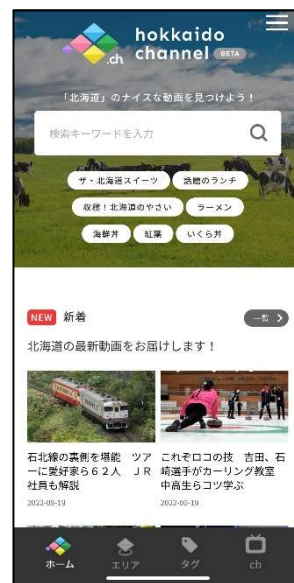 hokkaido
.ch channel BETA
「北海道」のナイスな動画を見つけよう！
検索キーワードを入力
ザ・北海道スイーツ 話題のランチ
収穫！北海道のやさい ラーメン
海鮮丼 紅葉 いくら丼
NEW 新着 一覧
北海道の最新動画をお届けします！
石北線の裏側を堪能 ツアーに愛好家ら６２人 ＪＲ社員も解説
2022-09-19
これぞロコの技 吉田、石崎選手がカーリング教室 中高生らコツ学ぶ
2022-09-19
ホーム エリア タグ ch